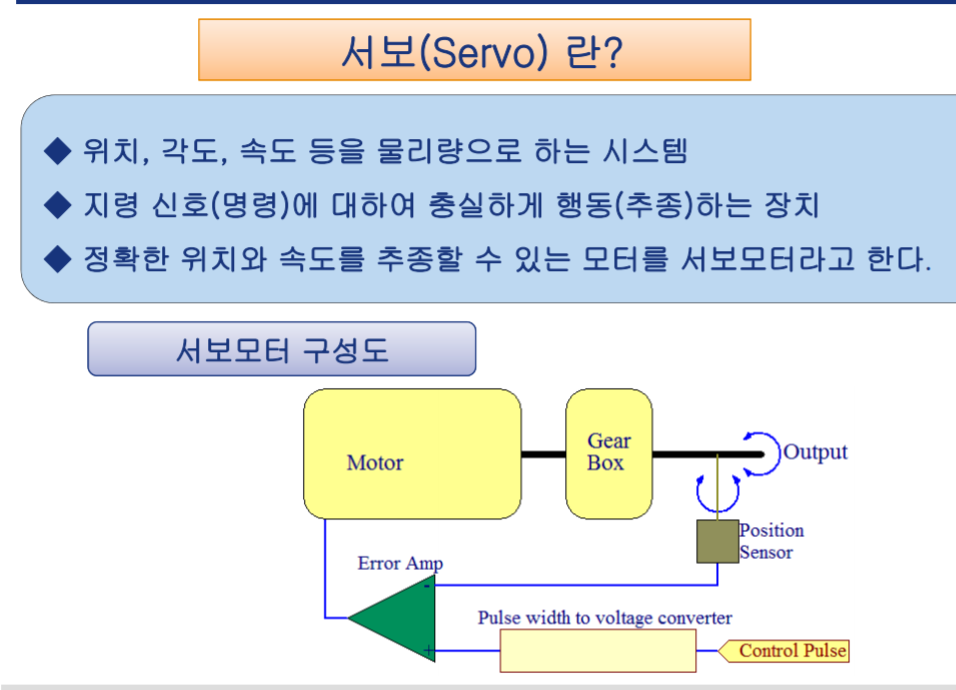 서보(Servo) 란?
◆ 위치, 각도, 속도 등을 물리량으로 하는 시스템
◆ 지령 신호(명령)에 대하여 충실하게 행동(추종)하는 장치
◆ 정확한 위치와 속도를 추종할 수 있는 모터를 서보모터라고 한다.
서보모터 구성도
Motor
Gear
Box
Output
Position
Sensor
Error Amp
-
+
Pulse width to voltage converter
Control Pulse